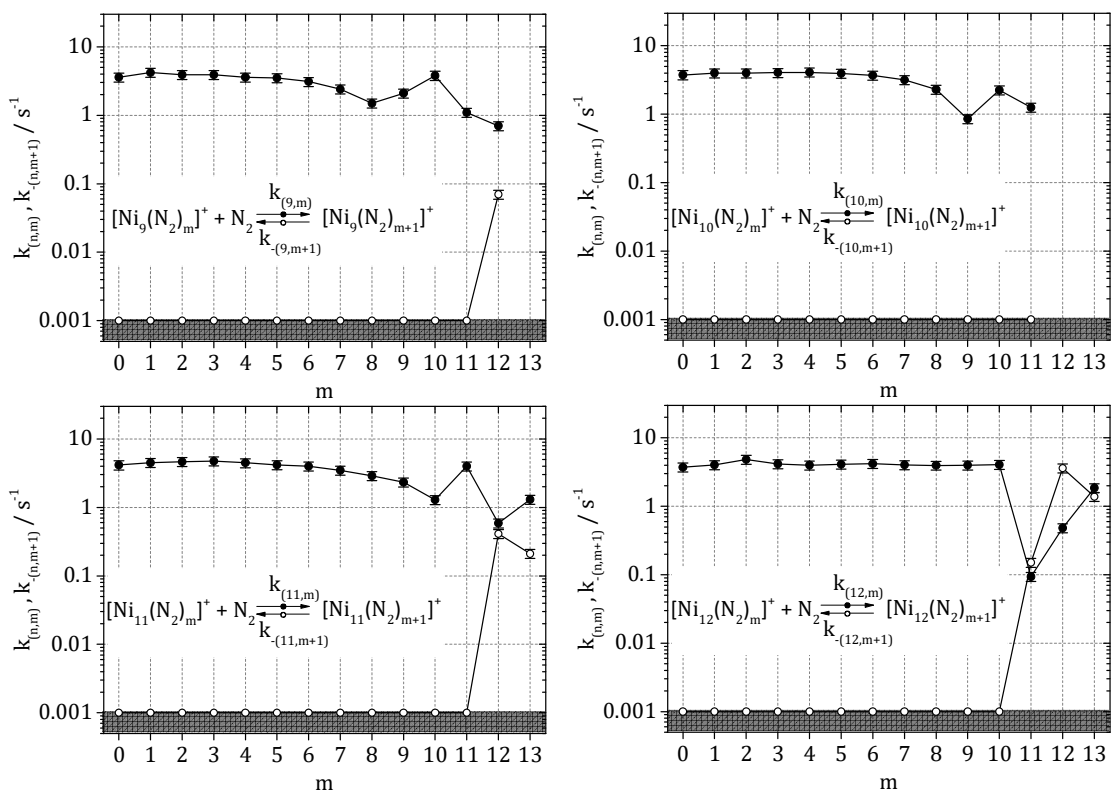 10
1
0.1
0.01
0.001
k(n,m), k-(n,m+1) / s-1
k(9,m)
[Ni9(N2)m]+ + N2 [Ni9(N2)m+1]+
k-(9,m+1)
0 1 2 3 4 5 6 7 8 9 10 11 12 13
m
10
1
0.1
0.01
0.001
k(n,m), k-(n,m+1) / s-1
k(10,m)
[Ni10(N2)m]+ + N2 [Ni10(N2)m+1]+
k-(10,m+1)
0 1 2 3 4 5 6 7 8 9 10 11 12 13
m
10
1
0.1
0.01
0.001
k(n,m), k-(n,m+1) / s-1
k(11,m)
[Ni11(N2)m]+ + N2 [Ni11(N2)m+1]+
k-(11,m+1)
0 1 2 3 4 5 6 7 8 9 10 11 12 13
m
10
1
0.1
0.01
0.001
k(n,m), k-(n,m+1) / s-1
k(12,m)
[Ni12(N2)m]+ + N2 [Ni12(N2)m+1]+
k-(12,m+1)
0 1 2 3 4 5 6 7 8 9 10 11 12 13
m